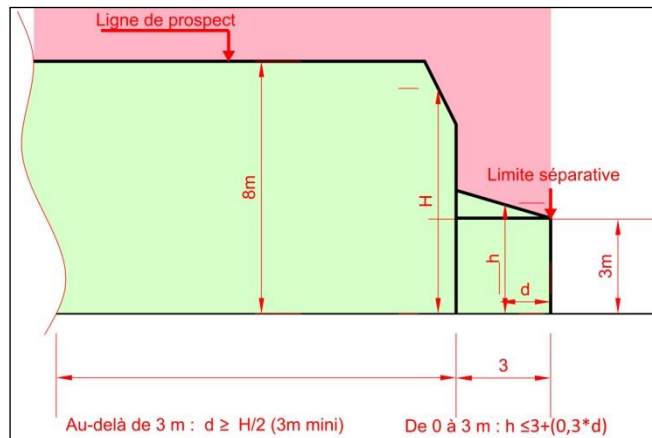 Ligne de prospect
Limite séparative
8m
H
h
d
3m
3
Au-delà de 3 m : d ≥ H/2 (3m mini)
De 0 à 3 m : h ≤3+(0,3*d)